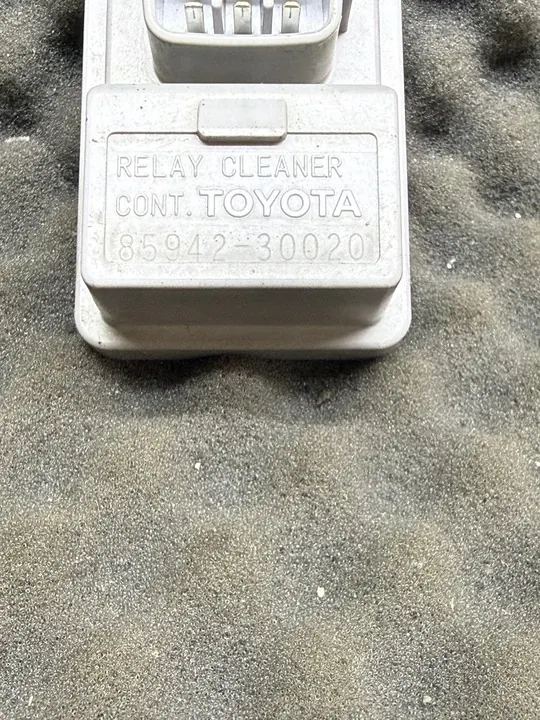 RELAY CLEANER
CONT. TOYOTA
85942-30020